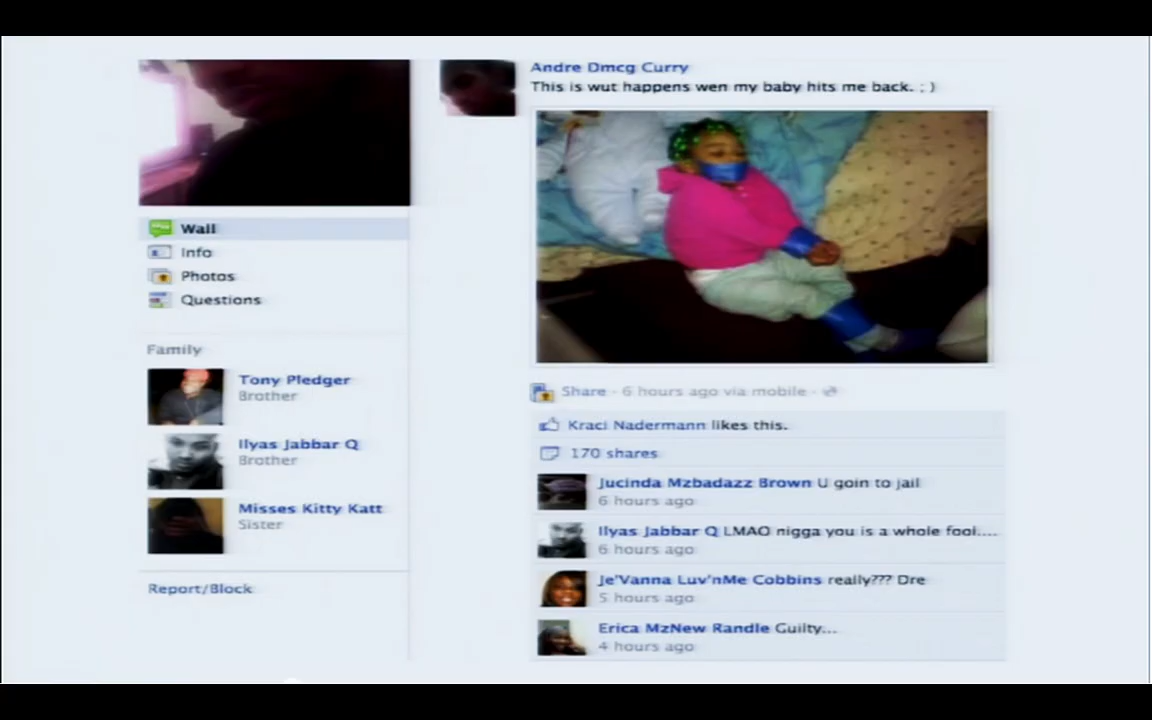 Andre Dmcg Curry
This is wut happens wen my baby hits me back. ; )
Wall
Info
Photos
Questions
Family
Tony Pledger
Brother
Ilyas Jabbar Q
Brother
Misses Kitty Katt
Sister
Report/Block
Share · 6 hours ago via mobile ·
Kraci Nadermann likes this.
170 shares
Jucinda Mzbadazz Brown U goin to jail
6 hours ago
Ilyas Jabbar Q LMAO nigga you is a whole fool....
6 hours ago
Je'Vanna Luv'nMe Cobbins really??? Dre
5 hours ago
Erica MzNew Randle Guilty...
4 hours ago